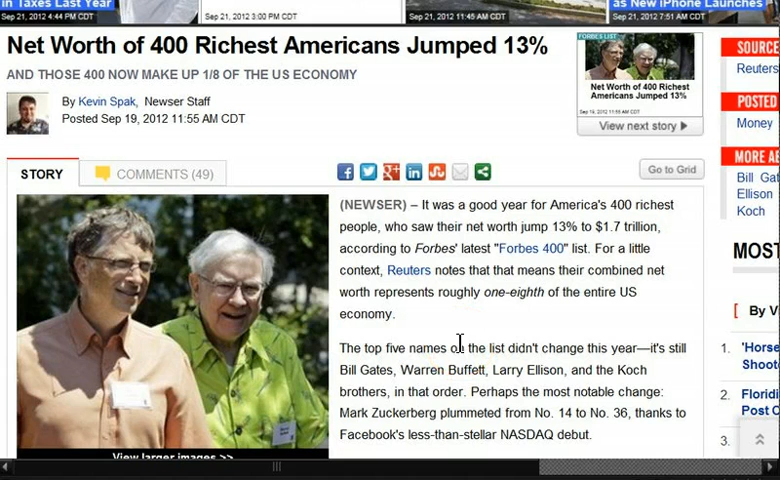 in Taxes Last Year
as New iPhone Launches
Sep 21, 2012 4:44 PM CDT
Sep 21, 2012 3:00 PM CDT
Sep 21, 2012 11:45 AM CDT
Sep 21, 2012 7:51 AM CDT
Net Worth of 400 Richest Americans Jumped 13%
AND THOSE 400 NOW MAKE UP 1/8 OF THE US ECONOMY
By Kevin Spak, Newser Staff
Posted Sep 19, 2012 11:55 AM CDT
FORBES LIST
Net Worth of 400 Richest
Americans Jumped 13%
Sep 19, 2012 11:55 AM CDT
View next story
STORY
COMMENTS (49)
Go to Grid
(NEWSER) – It was a good year for America's 400 richest
people, who saw their net worth jump 13% to $1.7 trillion,
according to Forbes' latest "Forbes 400" list. For a little
context, Reuters notes that that means their combined net
worth represents roughly one-eighth of the entire US
economy.
The top five names on the list didn't change this year—it's still
Bill Gates, Warren Buffett, Larry Ellison, and the Koch
brothers, in that order. Perhaps the most notable change:
Mark Zuckerberg plummeted from No. 14 to No. 36, thanks to
Facebook's less-than-stellar NASDAQ debut.
View larger images >>
SOURCE
Reuters
POSTED
Money
MORE A
Bill Gat
Ellison
Koch
MOST
[ By V
1. 'Horse
Shoot
2. Floridi
Post C
3.